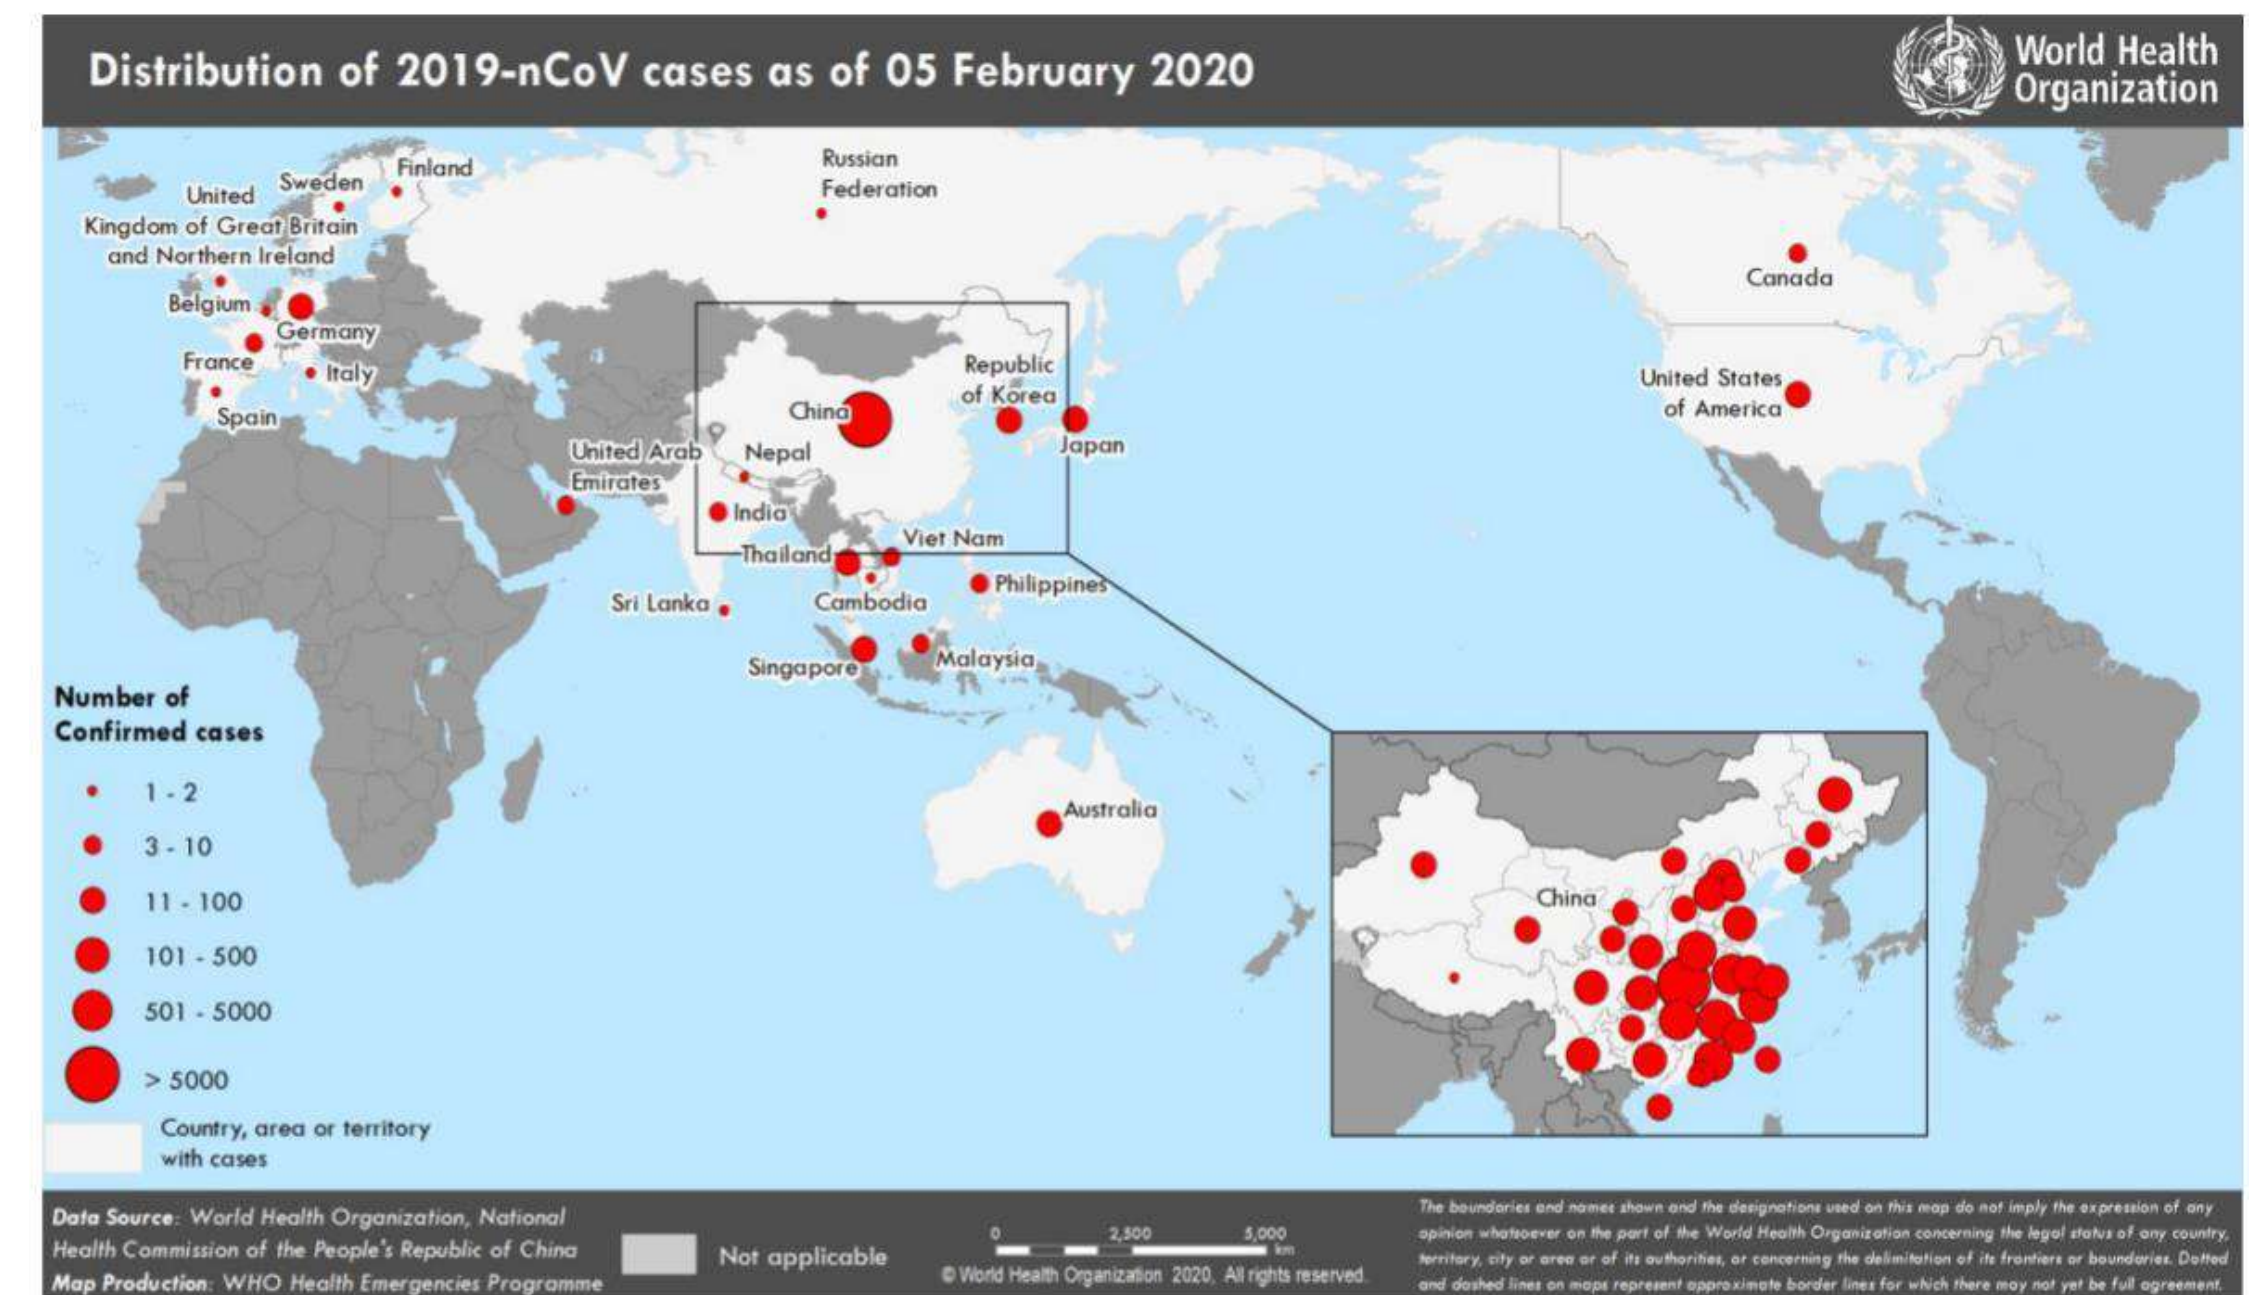 Distribution of 2019-nCoV cases as of 05 February 2020
World Health
Organization
Russian
Federation
Finland
Sweden
United
Kingdom of Great Britain
and Northern Ireland
Belgium
Germany
France
Italy
Spain
Canada
United States
of America
Republic
of Korea
China
Japan
United Arab
Emirates
Nepal
India
Viet Nam
Thailand
Philippines
Sri Lanka
Cambodia
Singapore
Malaysia
Australia
China
Number of
Confirmed cases
1 - 2
3 - 10
11 - 100
101 - 500
501 - 5000
> 5000
Country, area or territory
with cases
Data Source: World Health Organization, National
Health Commission of the People's Republic of China
Map Production: WHO Health Emergencies Programme
Not applicable
0 2,500 5,000
km
© World Health Organization 2020, All rights reserved.
The boundaries and names shown and the designations used on this map do not imply the expression of any
opinion whatsoever on the part of the World Health Organization concerning the legal status of any country,
territory, city or area or of its authorities, or concerning the delimitation of its frontiers or boundaries. Dotted
and dashed lines on maps represent approximate border lines for which there may not yet be full agreement.